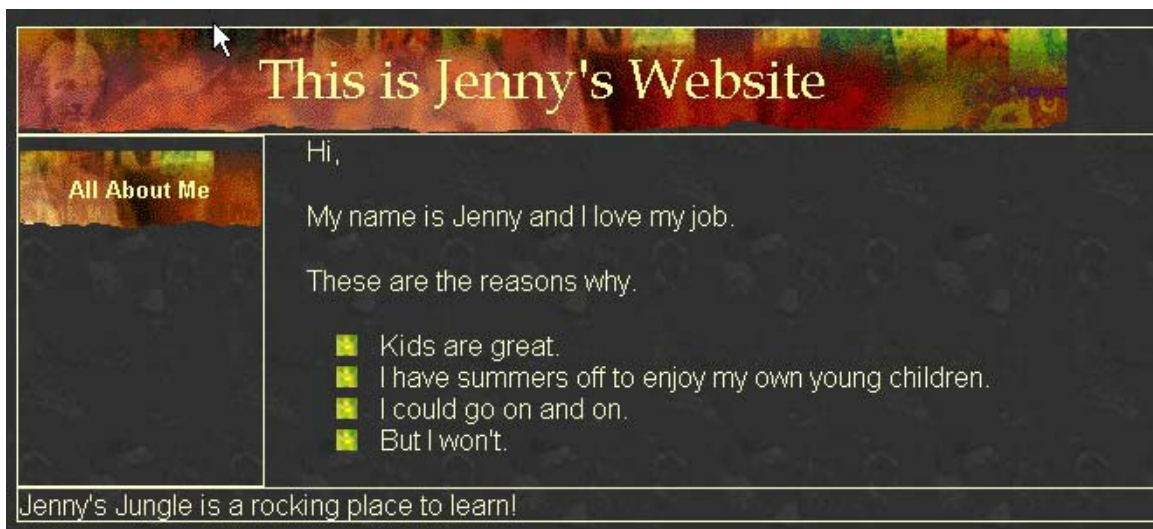 This is Jenny's Website
All About Me
Hi,
My name is Jenny and I love my job.
These are the reasons why.
Kids are great.
I have summers off to enjoy my own young children.
I could go on and on.
But I won't.
Jenny's Jungle is a rocking place to learn!